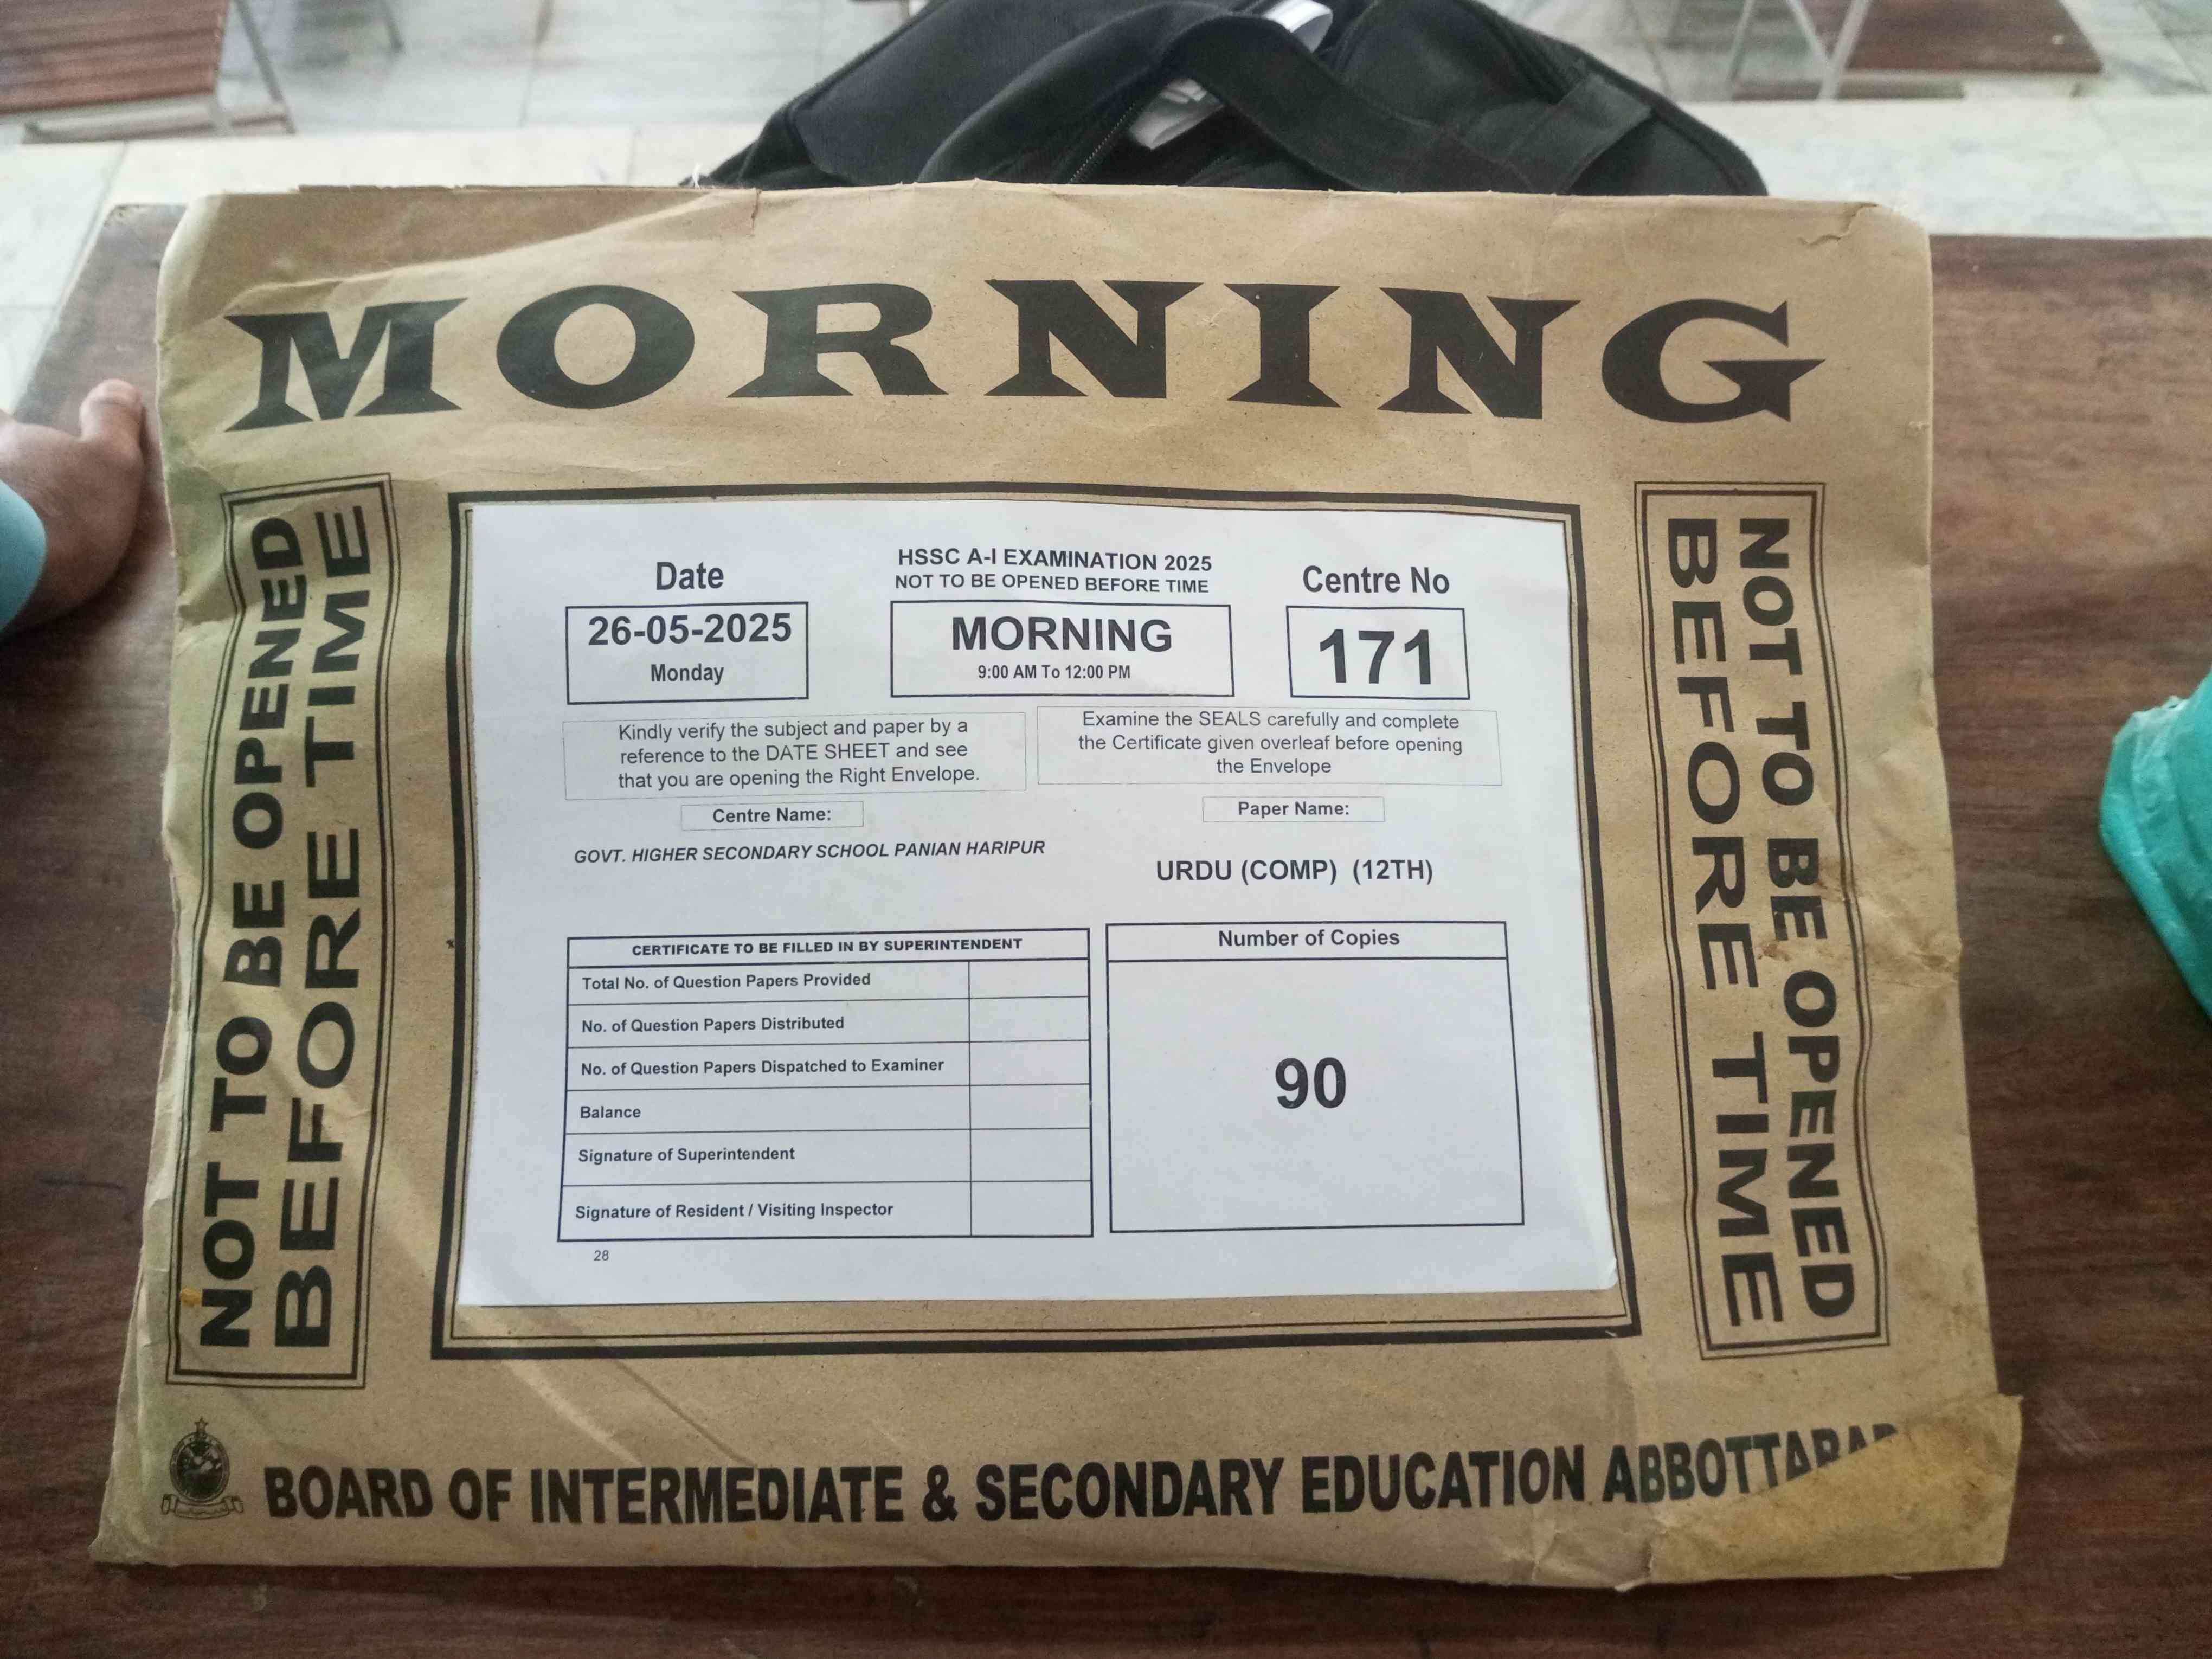 MORNING
NOT TO BE OPENED
BEFORE TIME
Date
26-05-2025
Monday
HSSC A-I EXAMINATION 2025
NOT TO BE OPENED BEFORE TIME
MORNING
9:00 AM To 12:00 PM
Centre No
171
Kindly verify the subject and paper by a
reference to the DATE SHEET and see
that you are opening the Right Envelope.
Examine the SEALS carefully and complete
the Certificate given overleaf before opening
the Envelope
Centre Name:
GOVT. HIGHER SECONDARY SCHOOL PANIAN HARIPUR
Paper Name:
URDU (COMP) (12TH)
CERTIFICATE TO BE FILLED IN BY SUPERINTENDENT
Total No. of Question Papers Provided
No. of Question Papers Distributed
No. of Question Papers Dispatched to Examiner
Balance
Signature of Superintendent
Signature of Resident / Visiting Inspector
Number of Copies
90
28
NOT TO BE OPENED
BEFORE TIME
BOARD OF INTERMEDIATE & SECONDARY EDUCATION ABBOTTABAD